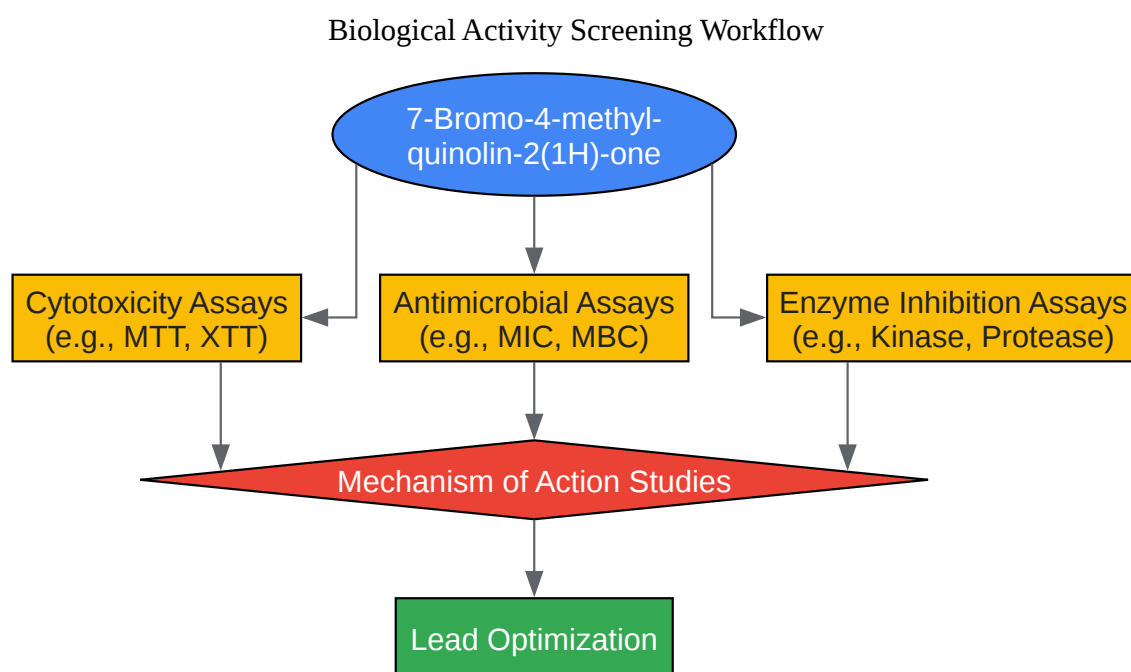 Biological Activity Screening Workflow
7-Bromo-4-methyl-
quinolin-2(1H)-one
Cytotoxicity Assays
(e.g., MTT, XTT)
Antimicrobial Assays
(e.g., MIC, MBC)
Enzyme Inhibition Assays
(e.g., Kinase, Protease)
Mechanism of Action Studies
Lead Optimization